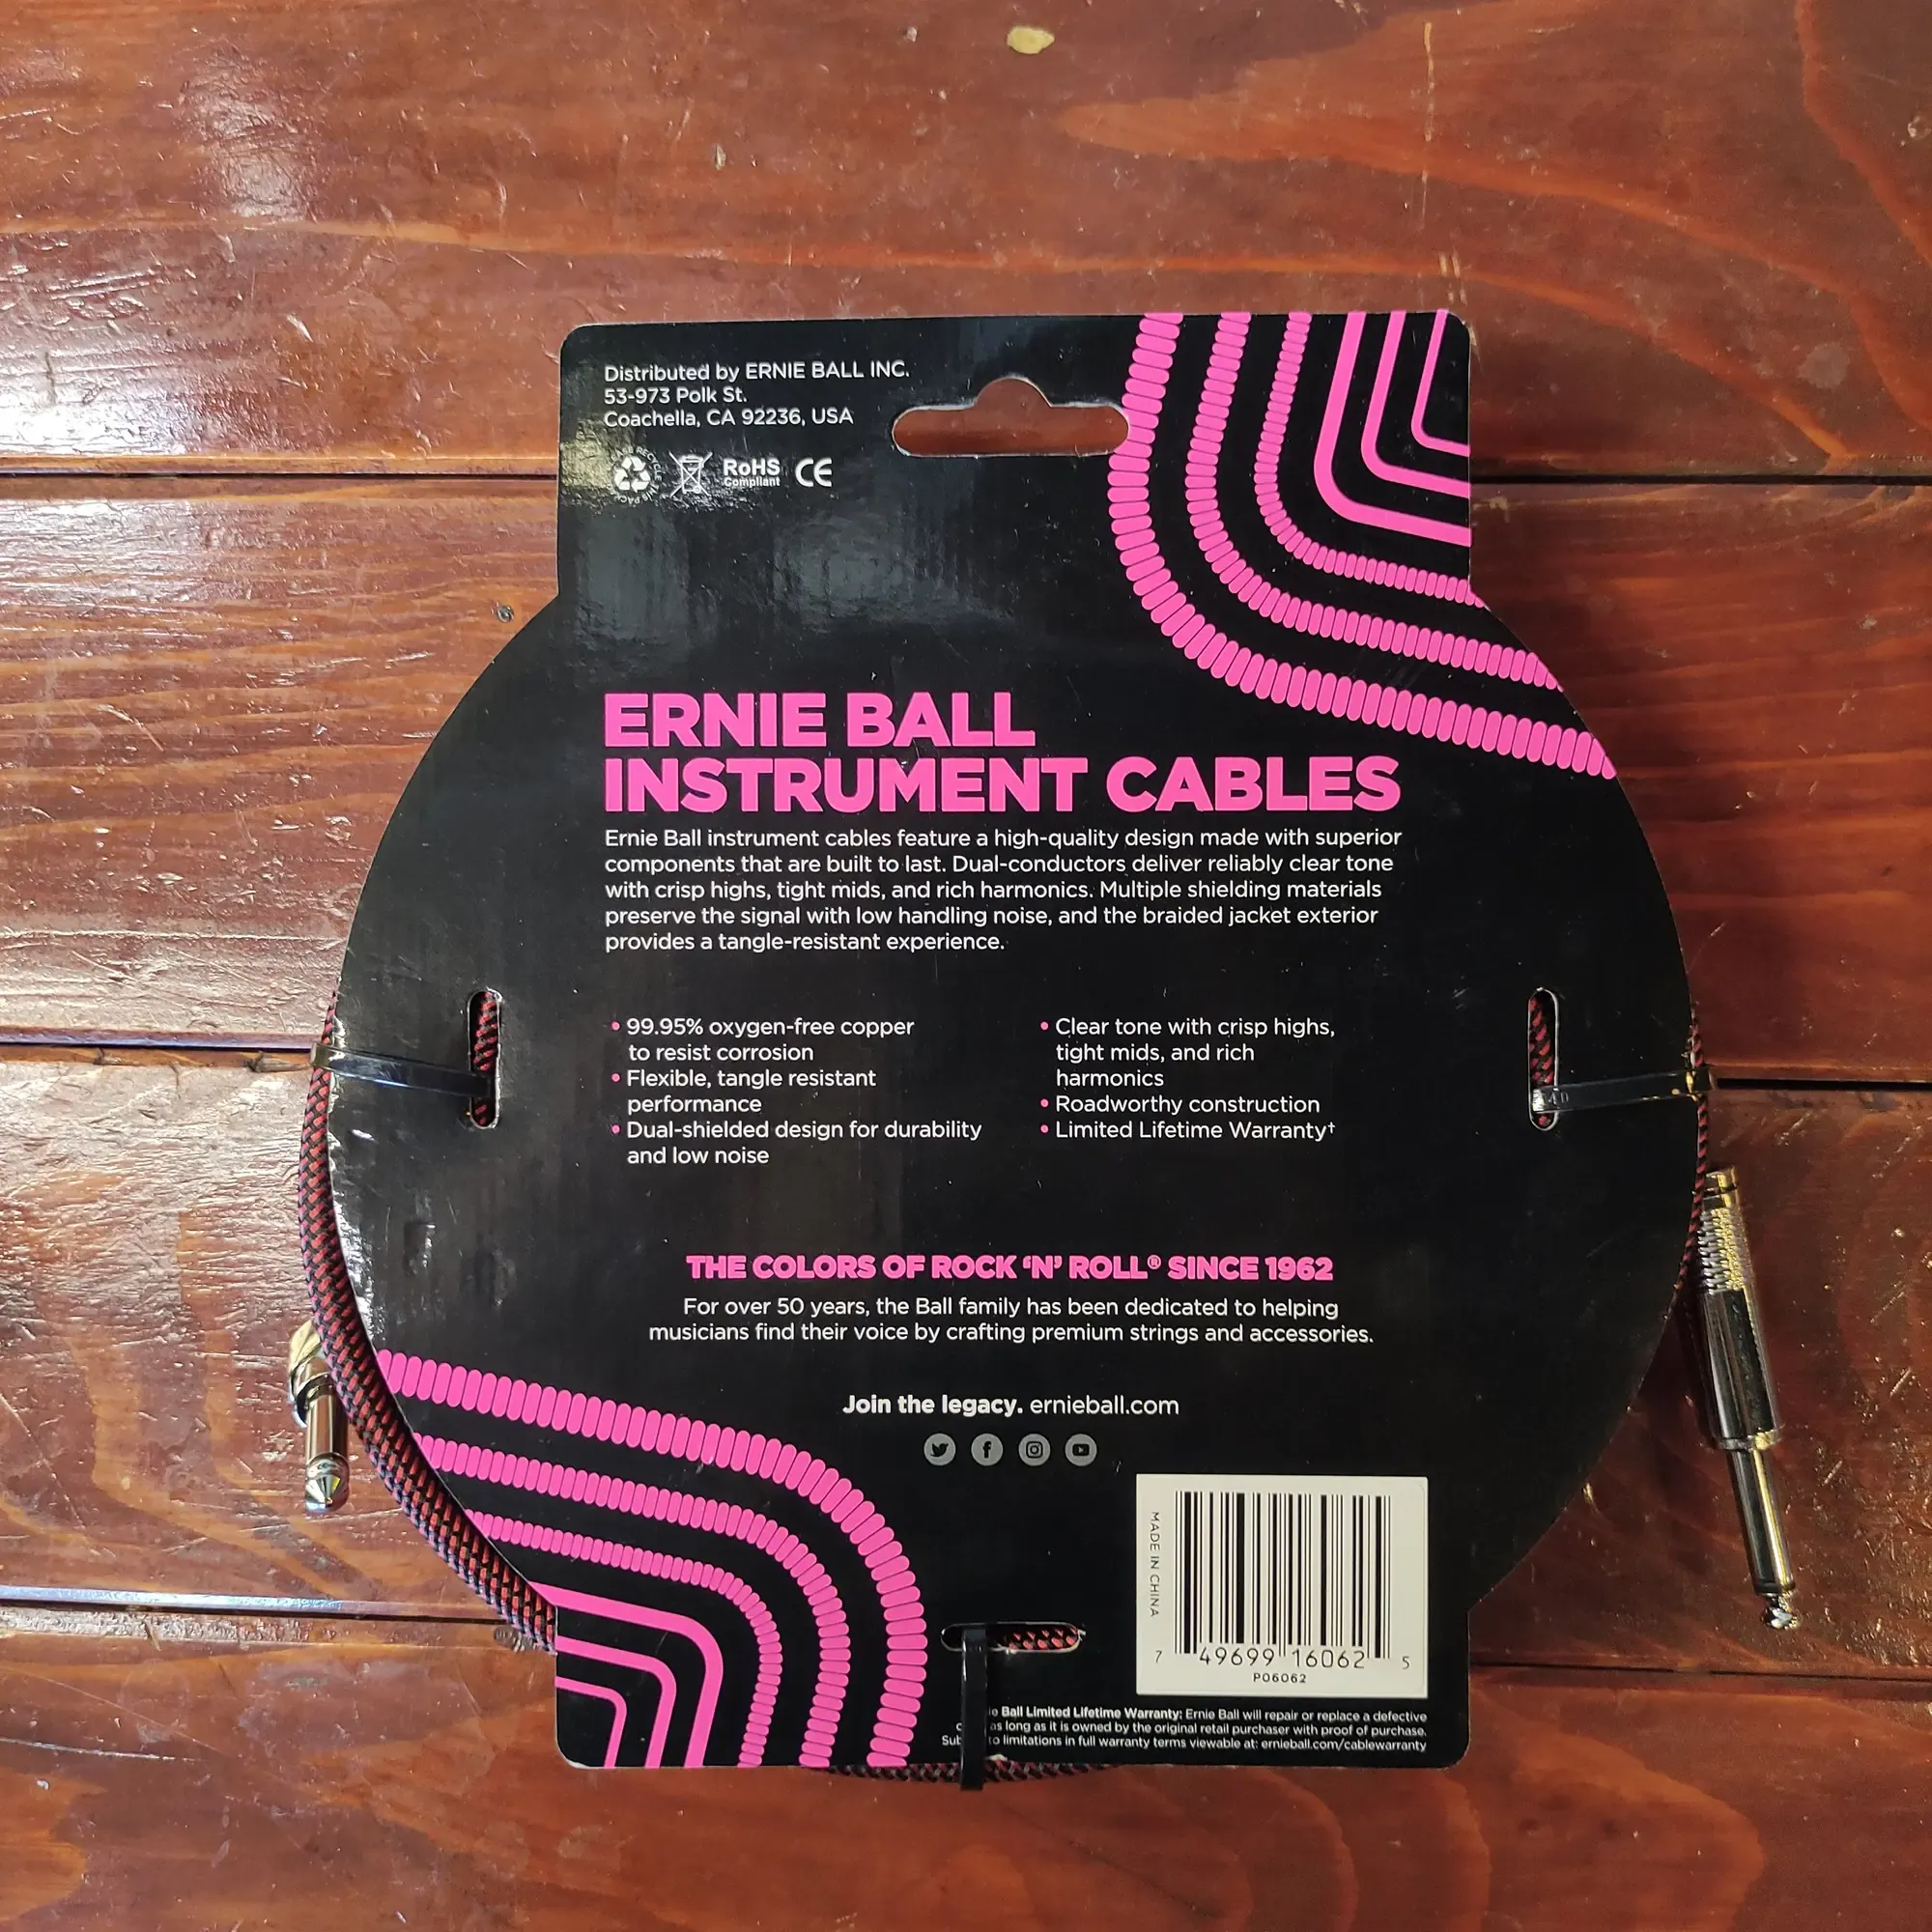 Distributed by ERNIE BALL INC.
53-973 Polk St.
Coachella, CA 92236, USA
RoHS
Compliant
CE
ERNIE BALL
INSTRUMENT CABLES
Ernie Ball instrument cables feature a high-quality design made with superior
components that are built to last. Dual-conductors deliver reliably clear tone
with crisp highs, tight mids, and rich harmonics. Multiple shielding materials
preserve the signal with low handling noise, and the braided jacket exterior
provides a tangle-resistant experience.
• 99.95% oxygen-free copper
to resist corrosion
• Flexible, tangle resistant
performance
• Dual-shielded design for durability
and low noise
• Clear tone with crisp highs,
tight mids, and rich
harmonics
• Roadworthy construction
• Limited Lifetime Warranty†
THE COLORS OF ROCK ‘N’ ROLL® SINCE 1962
For over 50 years, the Ball family has been dedicated to helping
musicians find their voice by crafting premium strings and accessories.
Join the legacy. ernieball.com
MADE IN CHINA
7 49699 16062 5
P06062
Ball Limited Lifetime Warranty: Ernie Ball will repair or replace a defective
as long as it is owned by the original retail purchaser with proof of purchase.
to limitations in full warranty terms viewable at: ernieball.com/cablewarranty